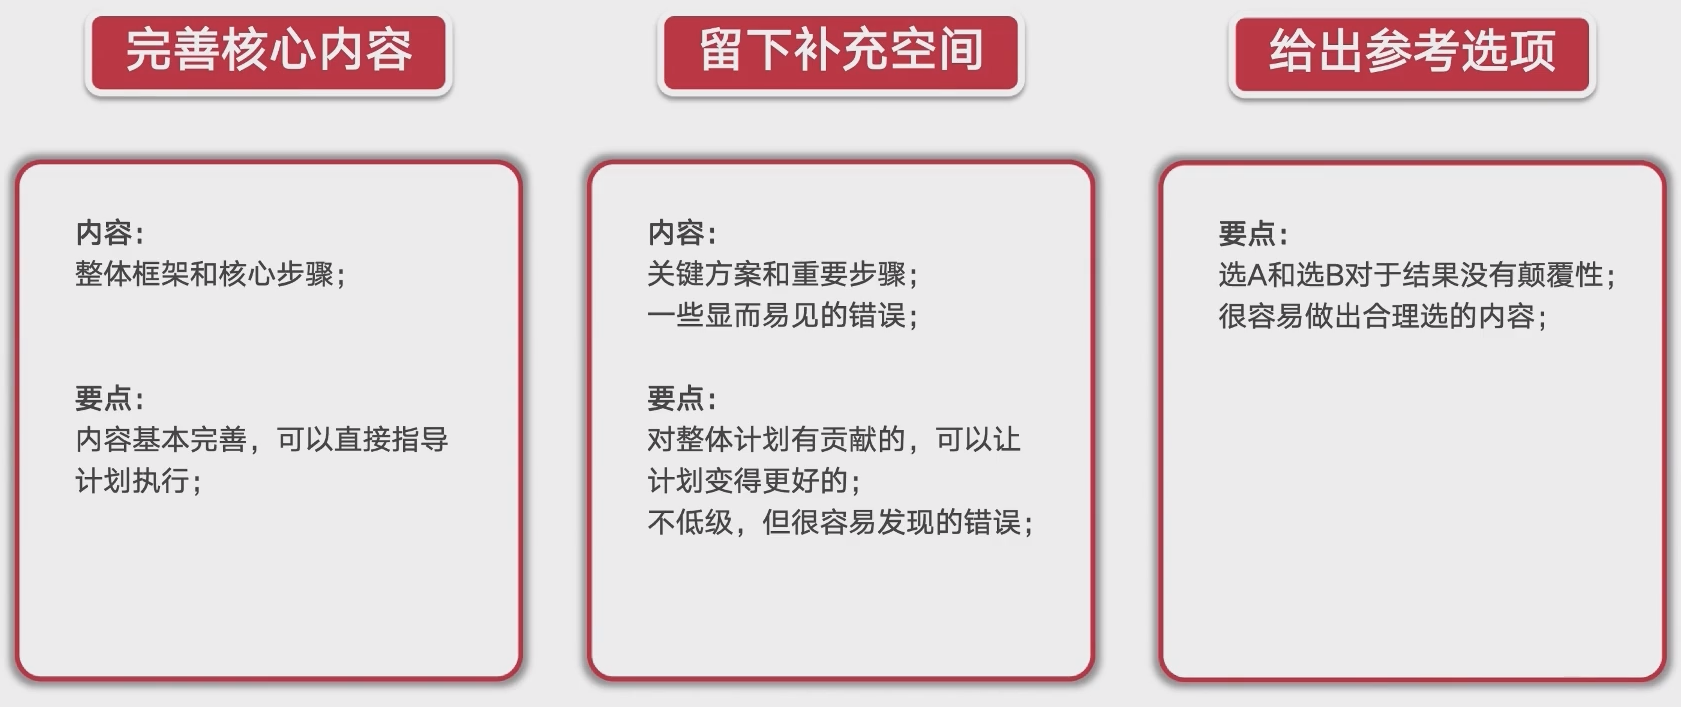 完善核心内容
内容：
整体框架和核心步骤；
要点：
内容基本完善，可以直接指导
计划执行；
留下补充空间
内容：
关键方案和重要步骤；
一些显而易见的错误；
要点：
对整体计划有贡献的，可以让
计划变得更好的；
不低级，但很容易发现的错误；
给出参考选项
要点：
选A和选B对于结果没有颠覆性；
很容易做出合理选的内容；